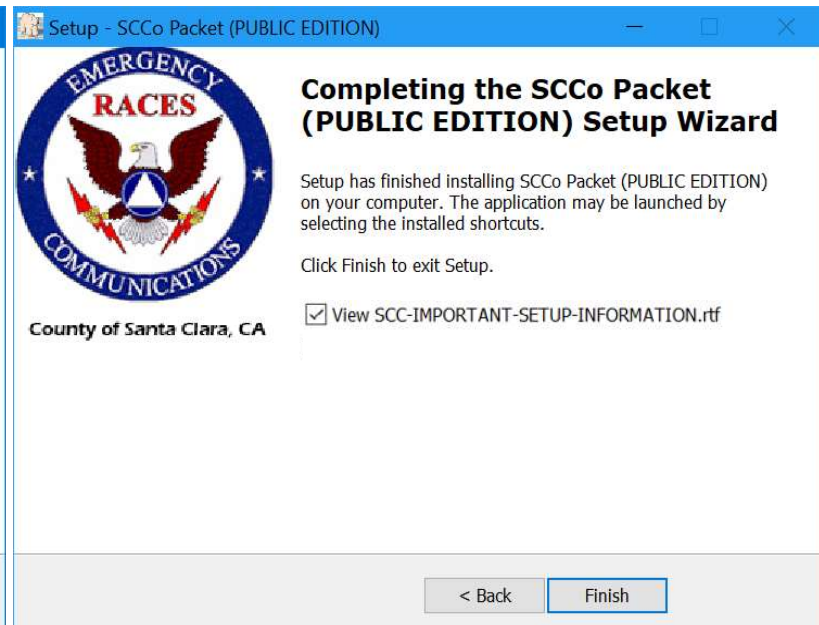 Setup - SCCo Packet (PUBLIC EDITION)
EMERGENCY
RACES
COMMUNICATIONS
County of Santa Clara, CA
Completing the SCCo Packet
(PUBLIC EDITION) Setup Wizard
Setup has finished installing SCCo Packet (PUBLIC EDITION)
on your computer. The application may be launched by
selecting the installed shortcuts.
Click Finish to exit Setup.
View SCC-IMPORTANT-SETUP-INFORMATION.rtf
< Back
Finish